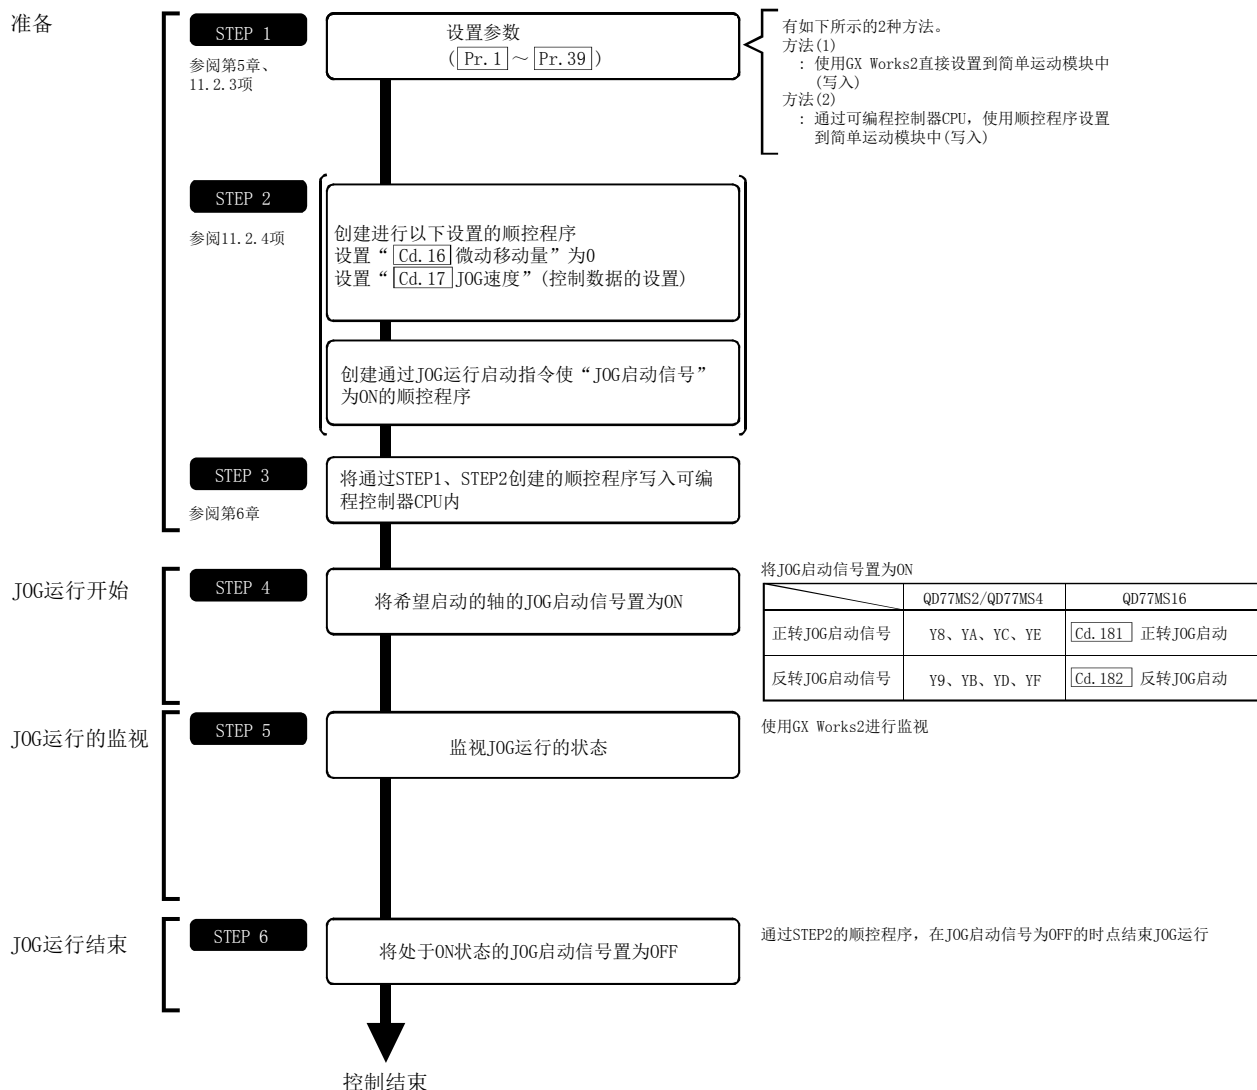 准备
STEP 1
参阅第5章、
11.2.3项
设置参数
(Pr.1～Pr.39)
有如下所示的2种方法。
方法(1)
：使用GX Works2直接设置到简单运动模块中
(写入)
方法(2)
：通过可编程控制器CPU，使用顺控程序设置
到简单运动模块中(写入)
STEP 2
参阅11.2.4项
创建进行以下设置的顺控程序
设置“Cd.16微动移动量”为0
设置“Cd.17JOG速度”(控制数据的设置)
创建通过JOG运行启动指令使“JOG启动信号”
为ON的顺控程序
STEP 3
参阅第6章
将通过STEP1、STEP2创建的顺控程序写入可编
程控制器CPU内
JOG运行开始
STEP 4
将希望启动的轴的JOG启动信号置为ON
将JOG启动信号置为ON
QD77MS2/QD77MS4 QD77MS16
正转JOG启动信号 Y8、YA、YC、YE Cd.181 正转JOG启动
反转JOG启动信号 Y9、YB、YD、YF Cd.182 反转JOG启动
JOG运行的监视
STEP 5
监视JOG运行的状态
使用GX Works2进行监视
JOG运行结束
STEP 6
将处于ON状态的JOG启动信号置为OFF
通过STEP2的顺控程序，在JOG启动信号为OFF的时点结束JOG运行
控制结束